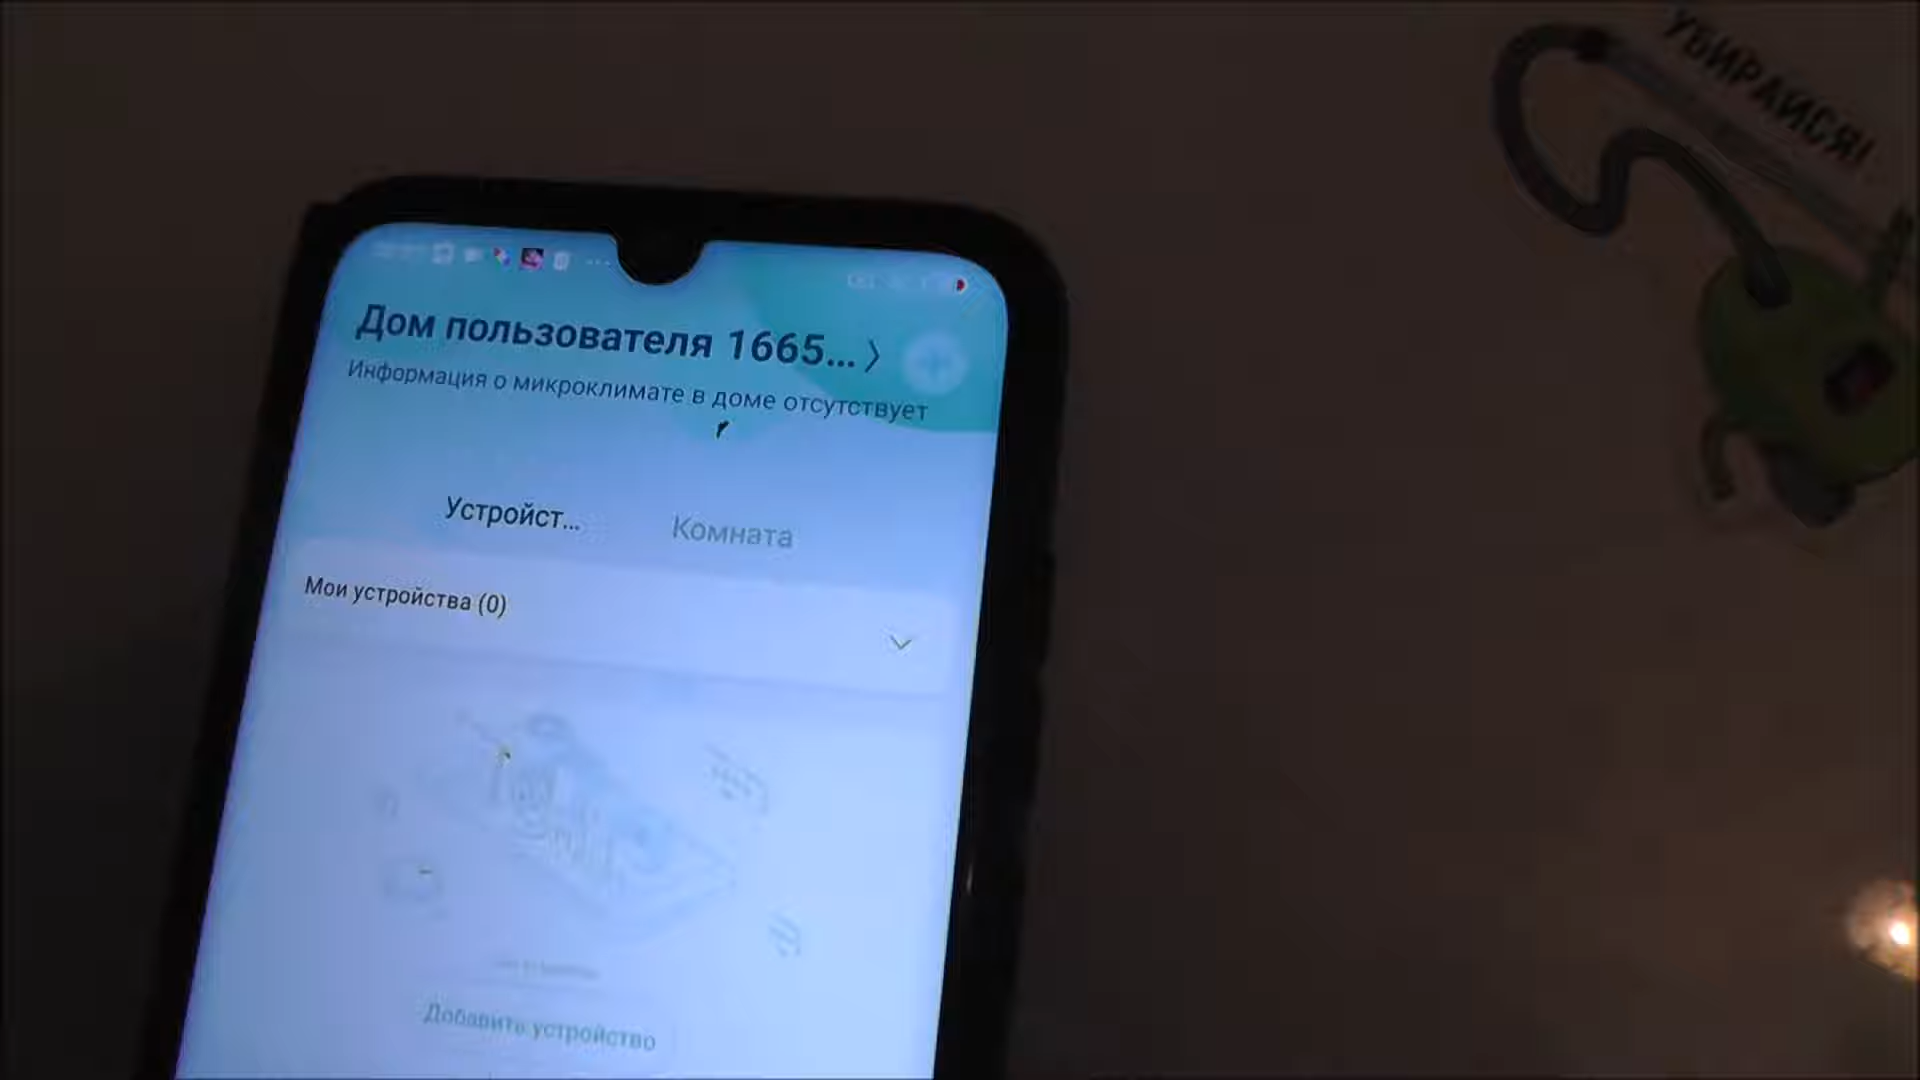 УБИРАЙСЯ!
Дом пользователя 1665... >
Информация о микроклимате в доме отсутствует
Устройст... Комната
Мои устройства (0)
Добавить устройство